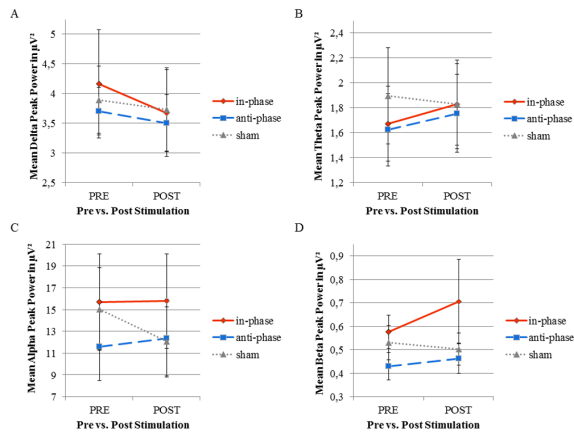 A
Mean Delta Peak Power in µV²
5
4,5
4
3,5
3
2,5
PRE
POST
Pre vs. Post Stimulation
in-phase
anti-phase
sham
B
Mean Theta Peak Power in µV²
2,4
2,2
2
1,8
1,6
1,4
1,2
PRE
POST
Pre vs. Post Stimulation
in-phase
anti-phase
sham
C
Mean Alpha Peak Power in µV²
21
19
17
15
13
11
9
7
PRE
POST
Pre vs. Post Stimulation
in-phase
anti-phase
sham
D
Mean Beta Peak Power in µV²
0,9
0,8
0,7
0,6
0,5
0,4
0,3
PRE
POST
Pre vs. Post Stimulation
in-phase
anti-phase
sham